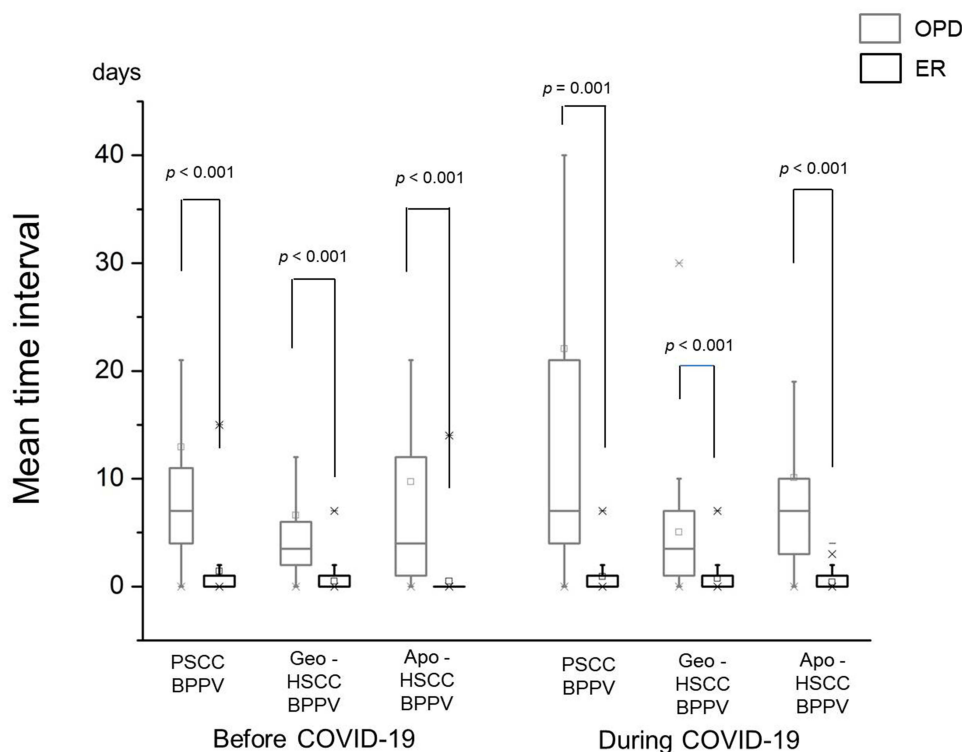 OPD
ER
days
p = 0.001
p < 0.001
p < 0.001
p < 0.001
p < 0.001
p < 0.001
Mean time interval
40
30
20
10
0
PSCC
BPPV
Geo -
HSCC
BPPV
Apo -
HSCC
BPPV
PSCC
BPPV
Geo -
HSCC
BPPV
Apo -
HSCC
BPPV
Before COVID-19
During COVID-19